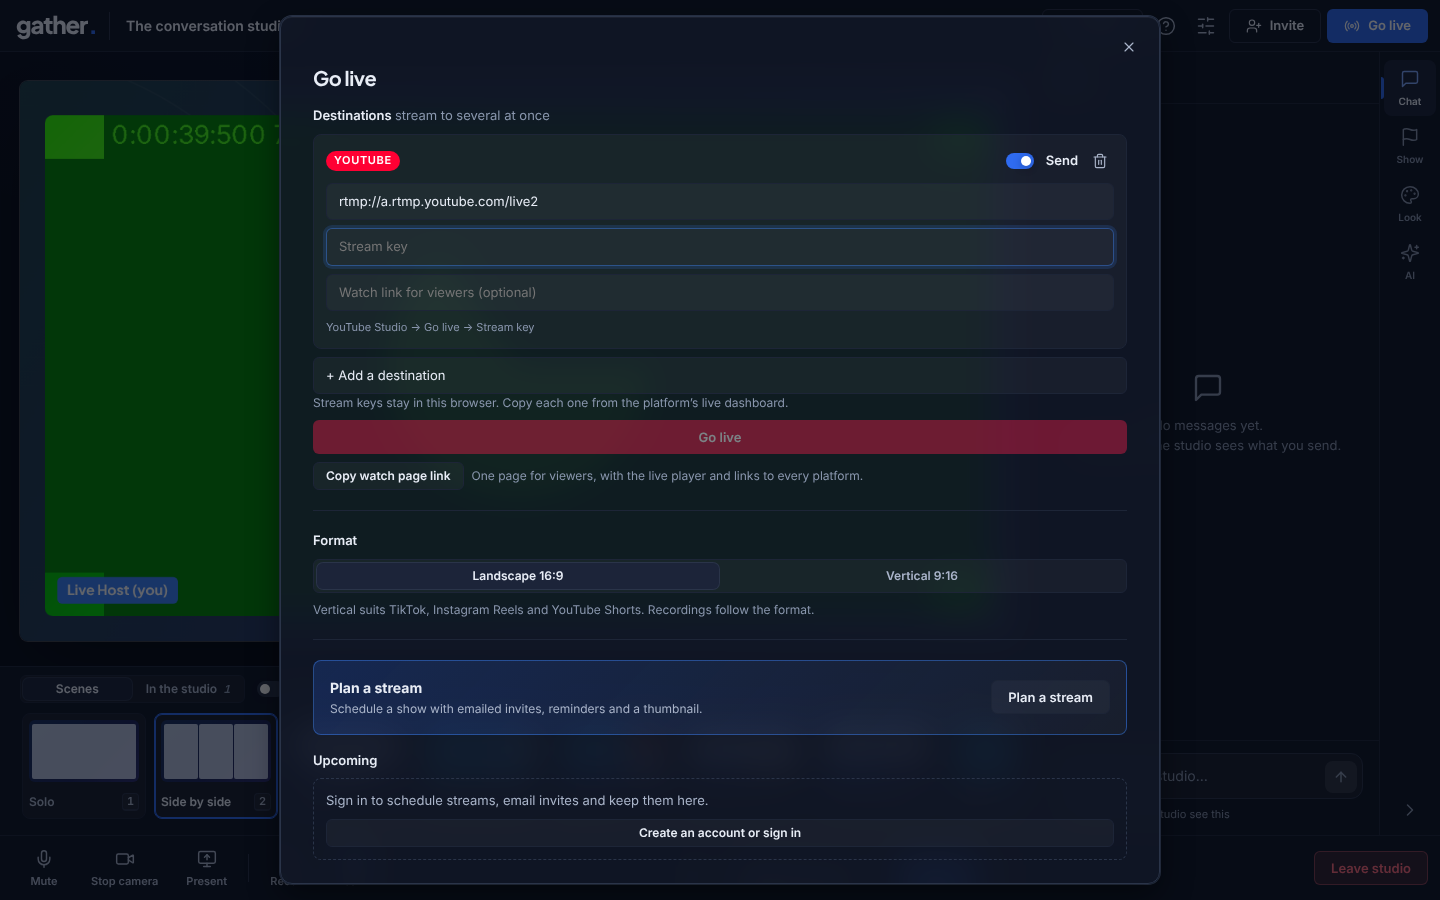 gather.
The conversation studi
Invite
Go live
0:00:39:500
Live Host (you)
Scenes
In the studio 1
Solo
1
Side by side
2
Mute
Stop camera
Present
Go live
Destinations stream to several at once
YOUTUBE
Send
rtmp://a.rtmp.youtube.com/live2
Stream key
Watch link for viewers (optional)
YouTube Studio → Go live → Stream key
+ Add a destination
Stream keys stay in this browser. Copy each one from the platform's live dashboard.
Go live
Copy watch page link
One page for viewers, with the live player and links to every platform.
Format
Landscape 16:9
Vertical 9:16
Vertical suits TikTok, Instagram Reels and YouTube Shorts. Recordings follow the format.
Plan a stream
Schedule a show with emailed invites, reminders and a thumbnail.
Plan a stream
Upcoming
Sign in to schedule streams, email invites and keep them here.
Create an account or sign in
Chat
Show
Look
AI
o messages yet.
e studio sees what you send.
tudio...
tudio see this
Leave studio